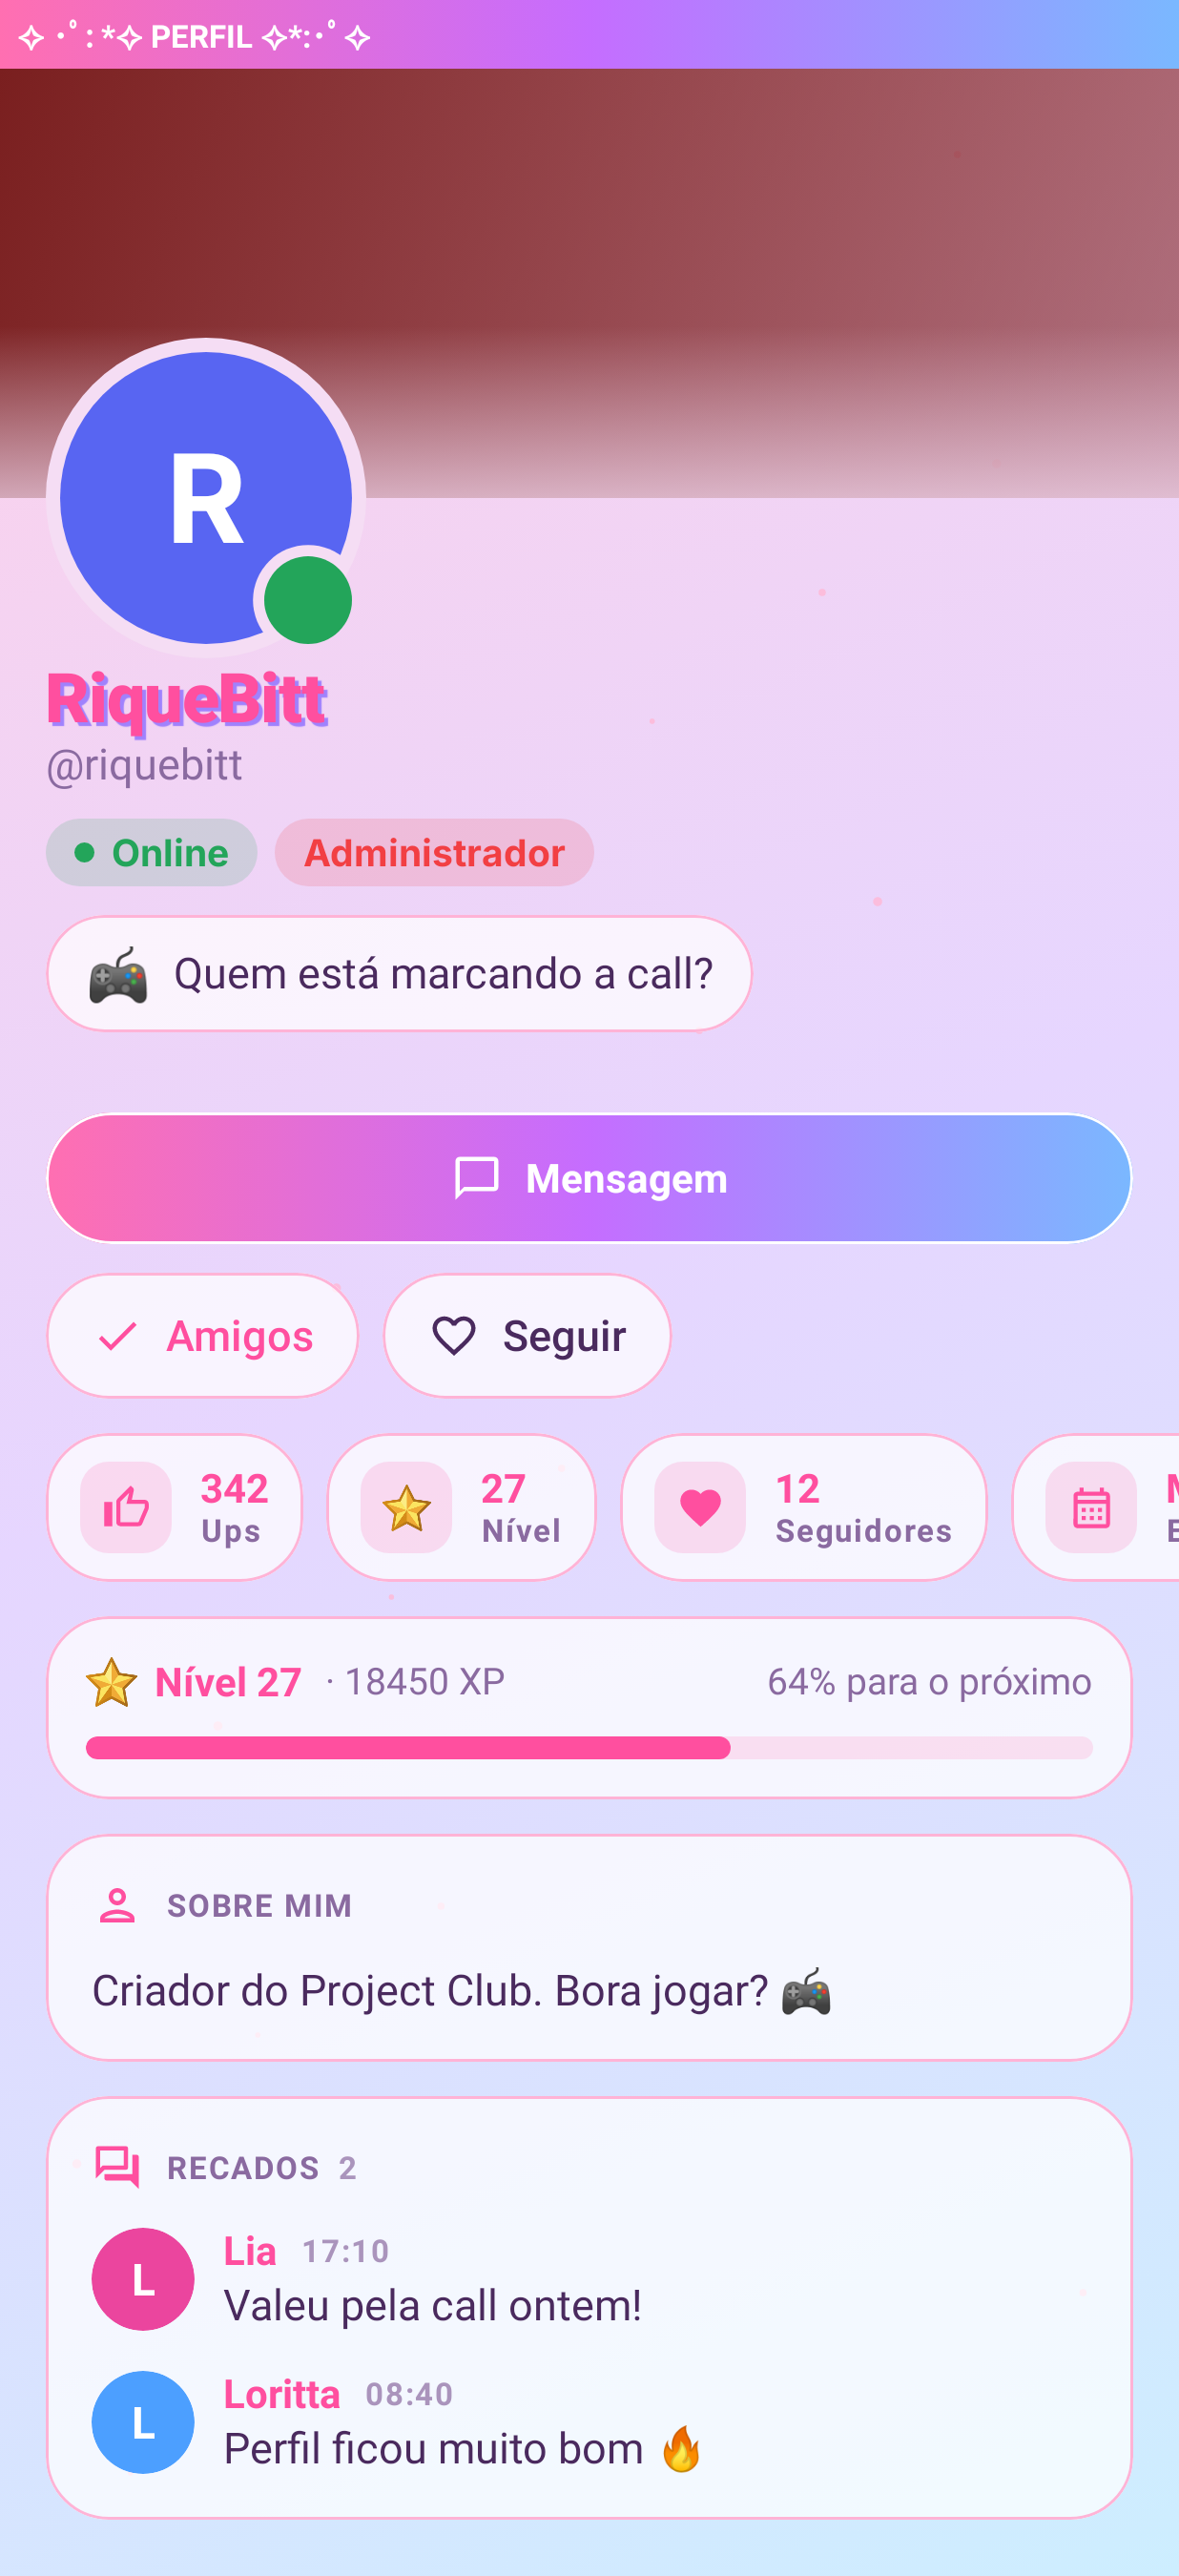 ✧ ･ﾟ: *✧ PERFIL ✧*:･ﾟ✧
R
RiqueBitt
@riquebitt
Online
Administrador
🎮 Quem está marcando a call?
Mensagem
Amigos
Seguir
342
Ups
27
Nível
12
Seguidores
Nível 27 · 18450 XP
64% para o próximo
SOBRE MIM
Criador do Project Club. Bora jogar? 🎮
RECADOS 2
L
Lia 17:10
Valeu pela call ontem!
L
Loritta 08:40
Perfil ficou muito bom 🔥